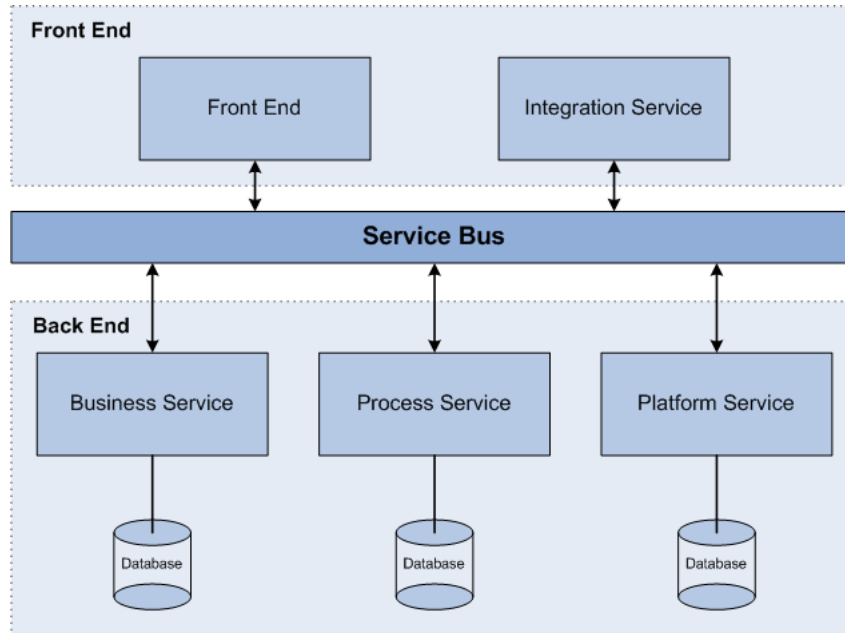 Front End
Front End
Integration Service
Service Bus
Back End
Business Service
Process Service
Platform Service
Database
Database
Database